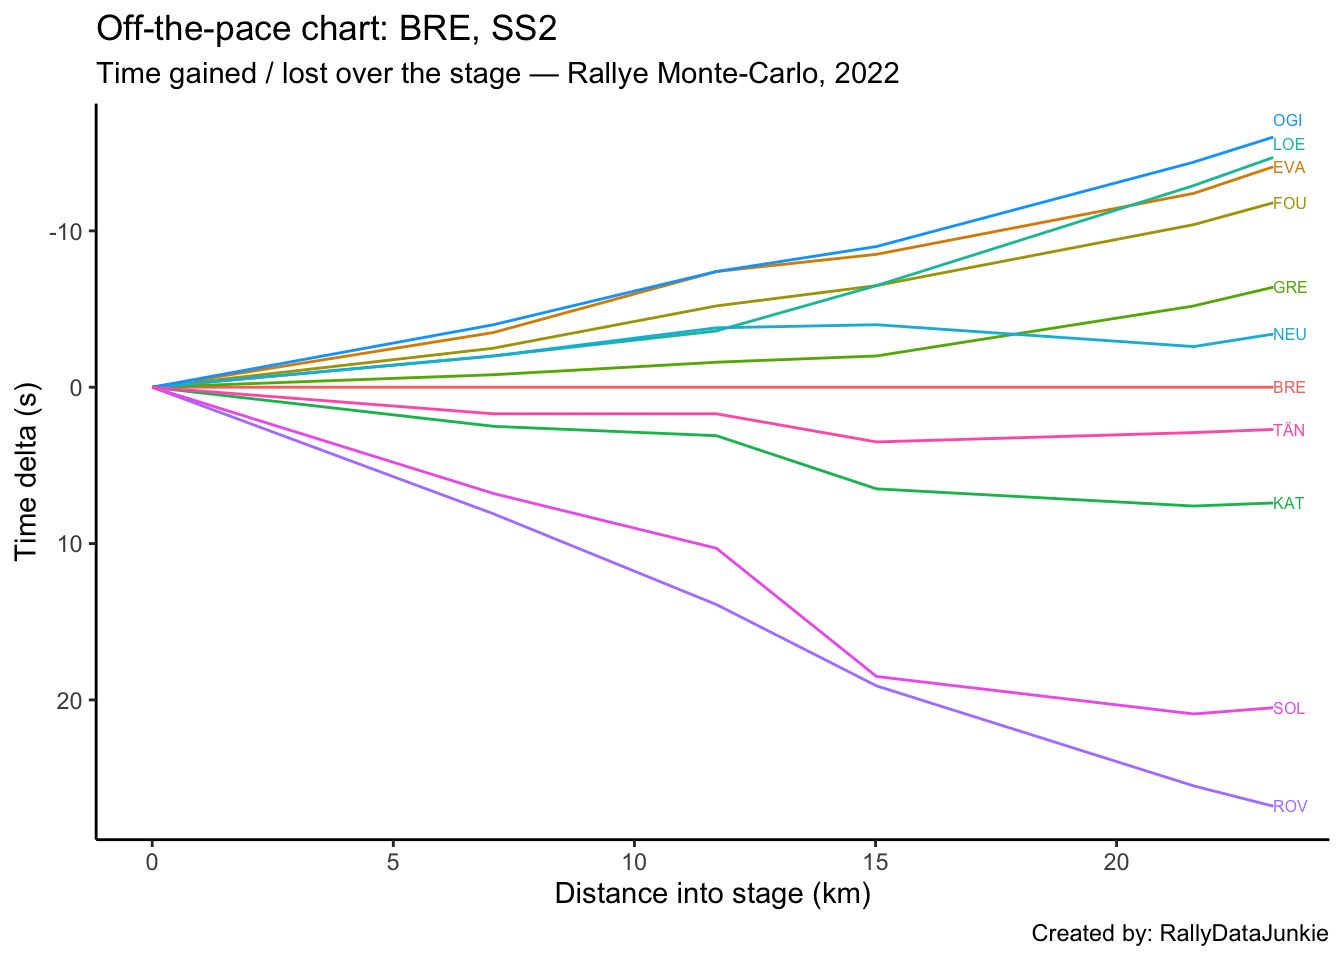 Off-the-pace chart: BRE, SS2
Time gained / lost over the stage — Rallye Monte-Carlo, 2022
OGI
LOE
EVA
FOU
-10
GRE
NEU
0
BRE
TÄN
KAT
10
20
SOL
ROV
Time delta (s)
0 5 10 15 20
Distance into stage (km)
Created by: RallyDataJunkie